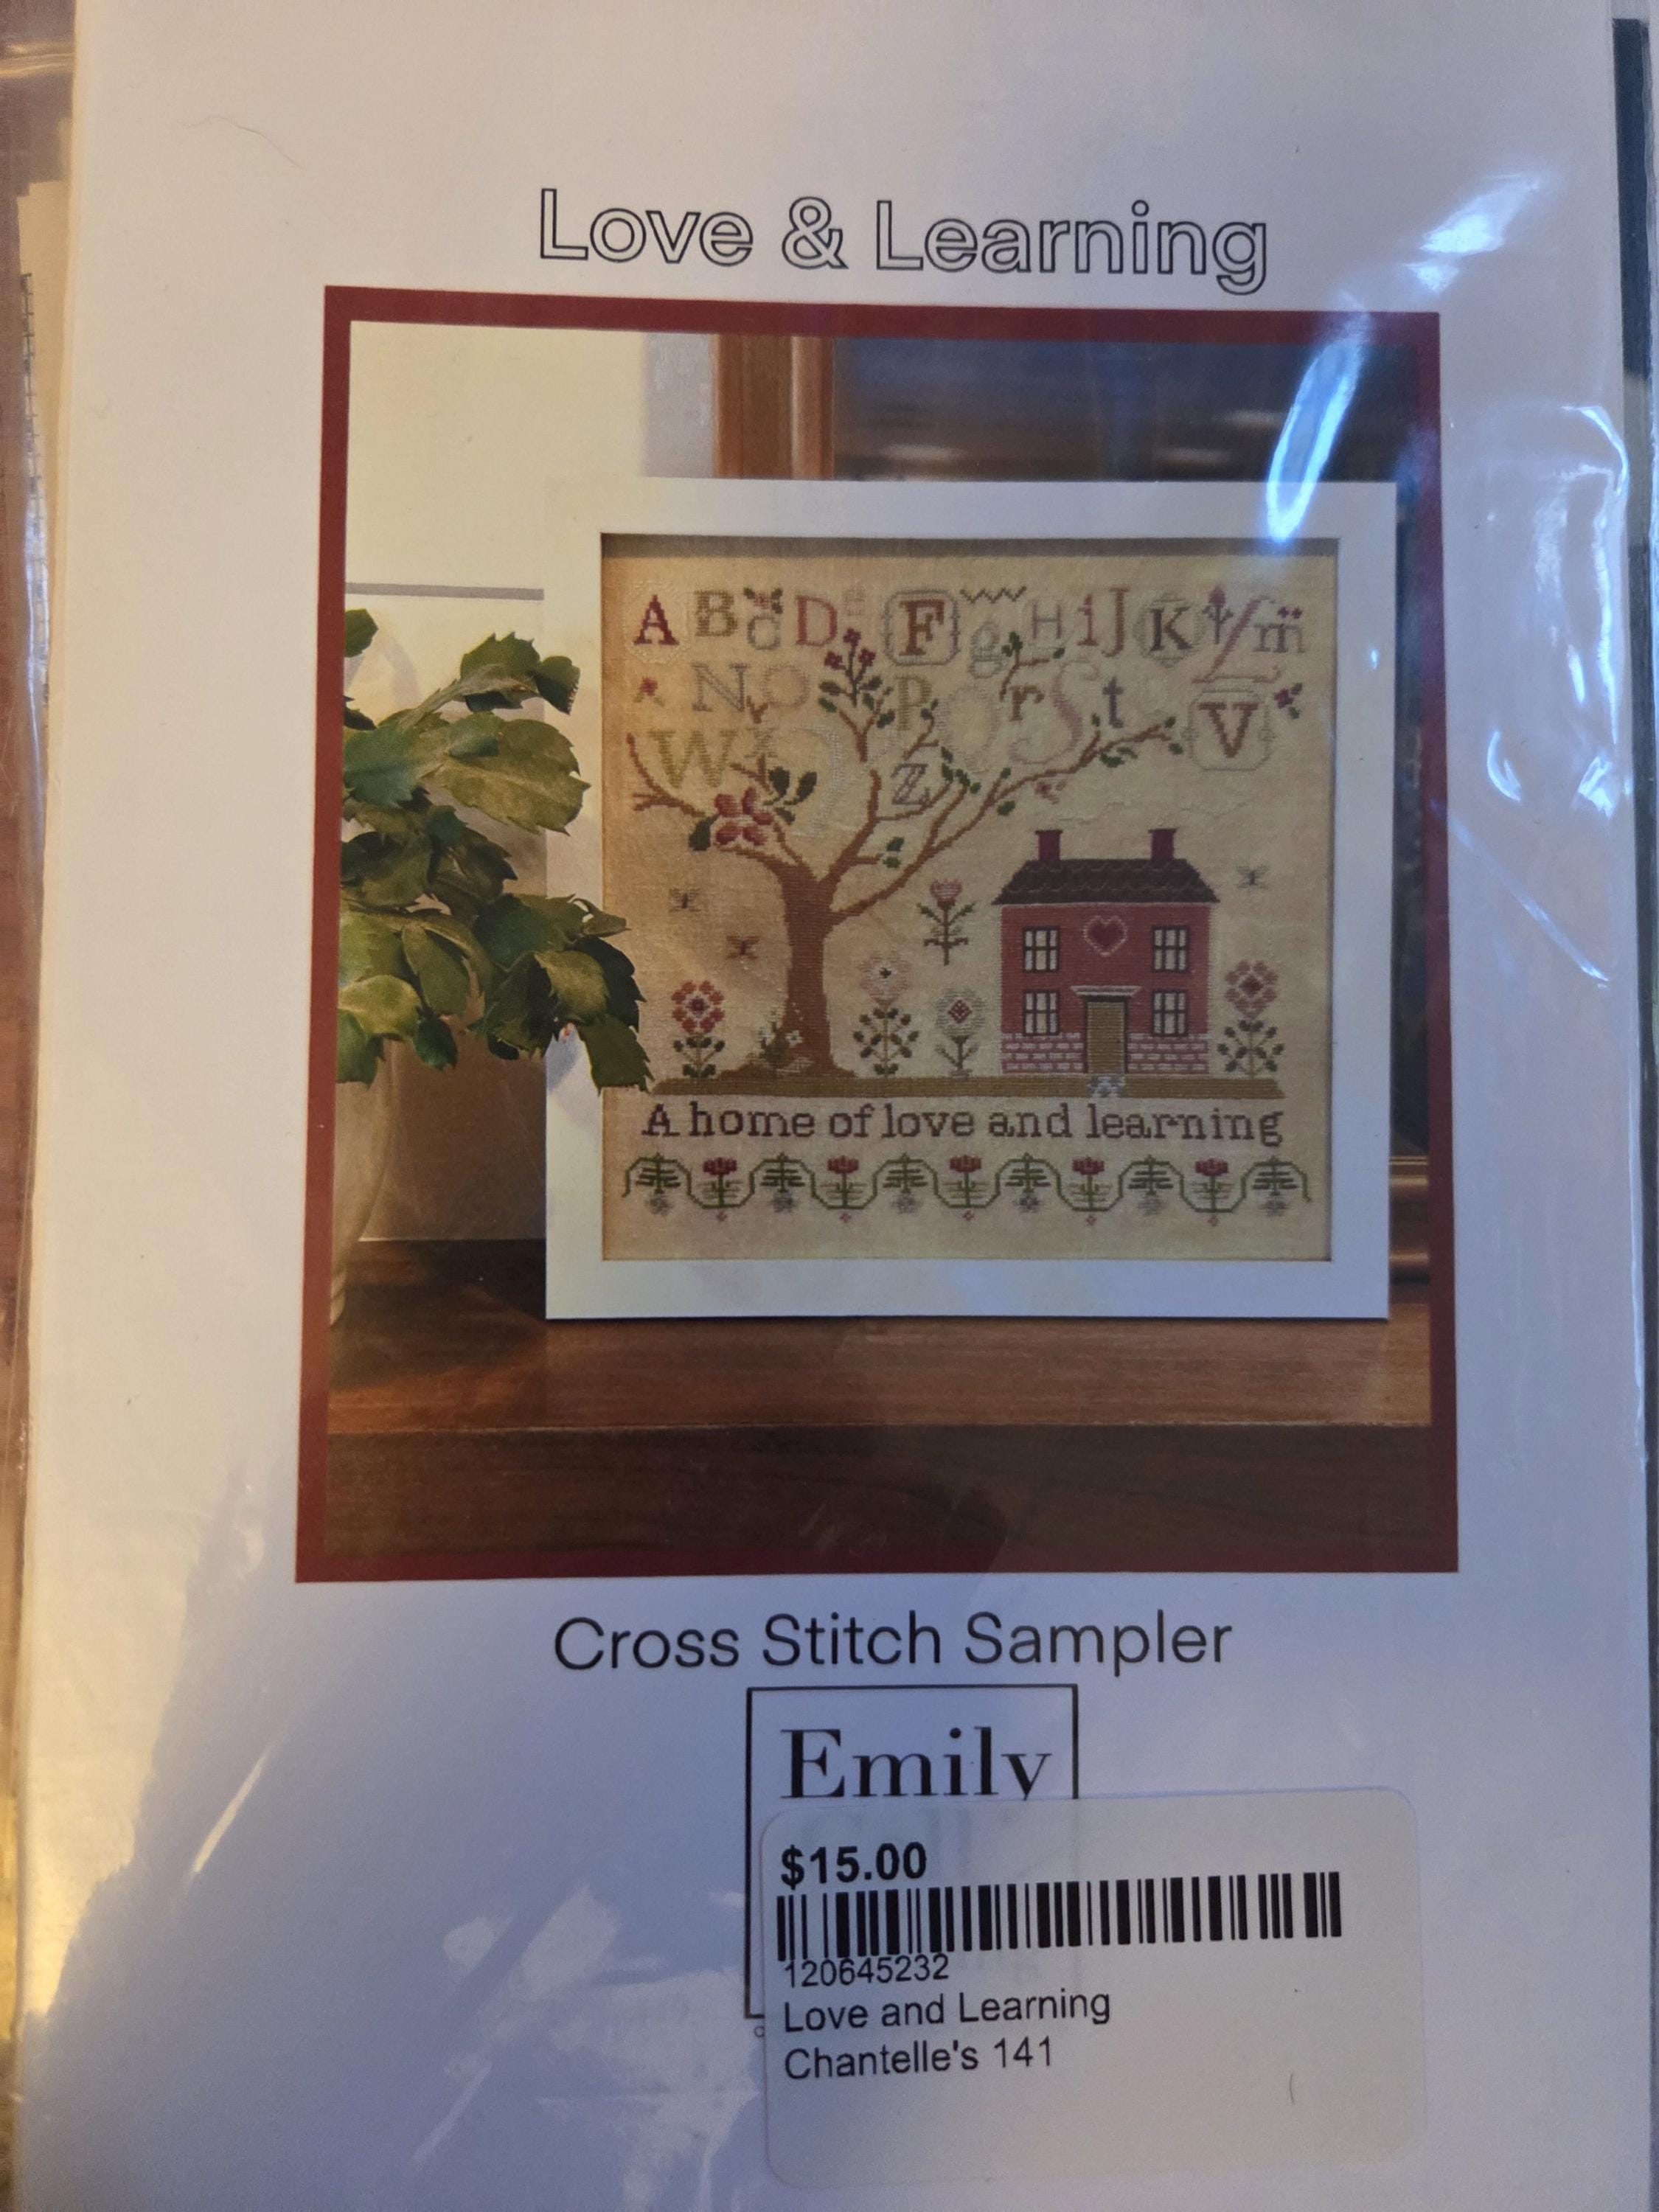 Love & Learning
A B C D E F g H i J K l m
N O P Q r S t V
W Z
A home of love and learning
Cross Stitch Sampler
Emily
$15.00
120645232
Love and Learning
Chantelle's 141